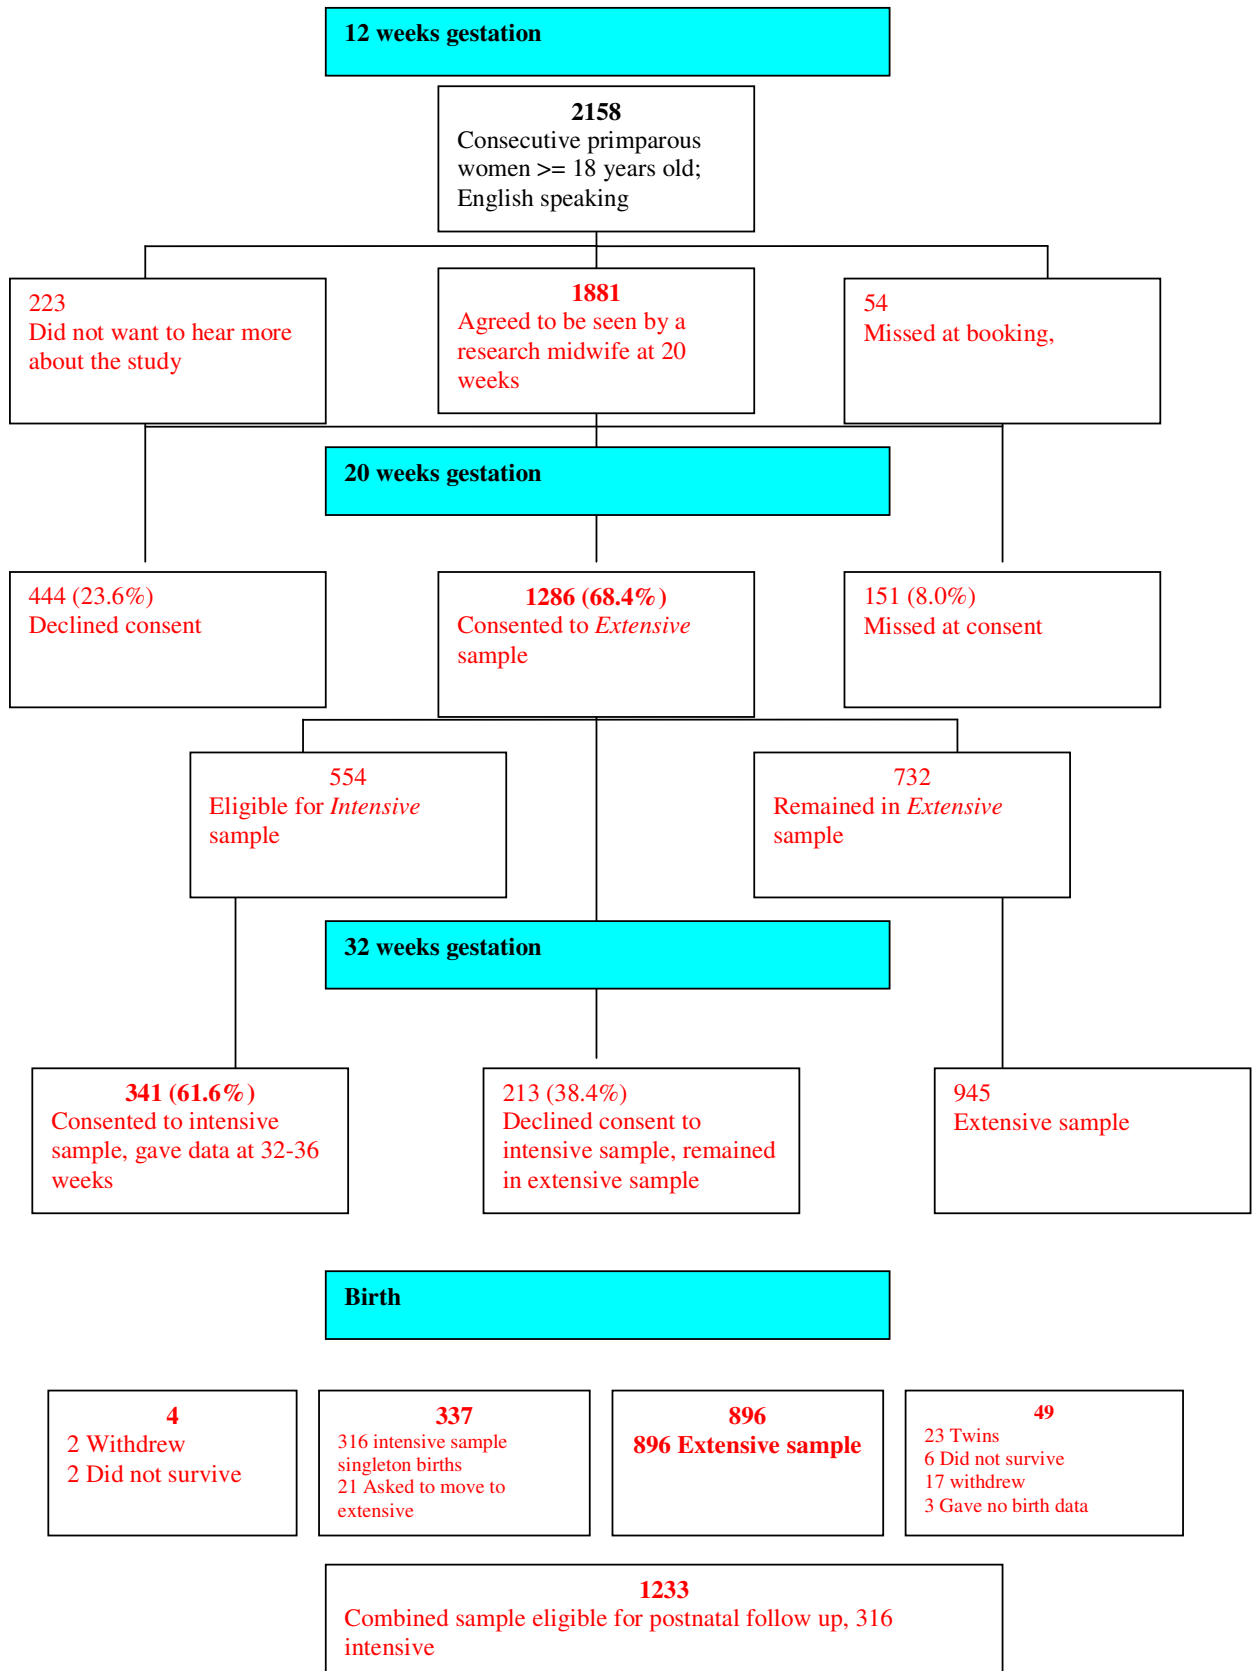 12 weeks gestation
2158
Consecutive primparous
women >= 18 years old;
English speaking
223
Did not want to hear more
about the study
1881
Agreed to be seen by a
research midwife at 20
weeks
54
Missed at booking,
20 weeks gestation
444 (23.6%)
Declined consent
1286 (68.4%)
Consented to Extensive
sample
151 (8.0%)
Missed at consent
554
Eligible for Intensive
sample
732
Remained in Extensive
sample
32 weeks gestation
341 (61.6%)
Consented to intensive
sample, gave data at 32-36
weeks
213 (38.4%)
Declined consent to
intensive sample, remained
in extensive sample
945
Extensive sample
Birth
4
2 Withdrew
2 Did not survive
337
316 intensive sample
singleton births
21 Asked to move to
extensive
896
896 Extensive sample
49
23 Twins
6 Did not survive
17 withdrew
3 Gave no birth data
1233
Combined sample eligible for postnatal follow up, 316
intensive